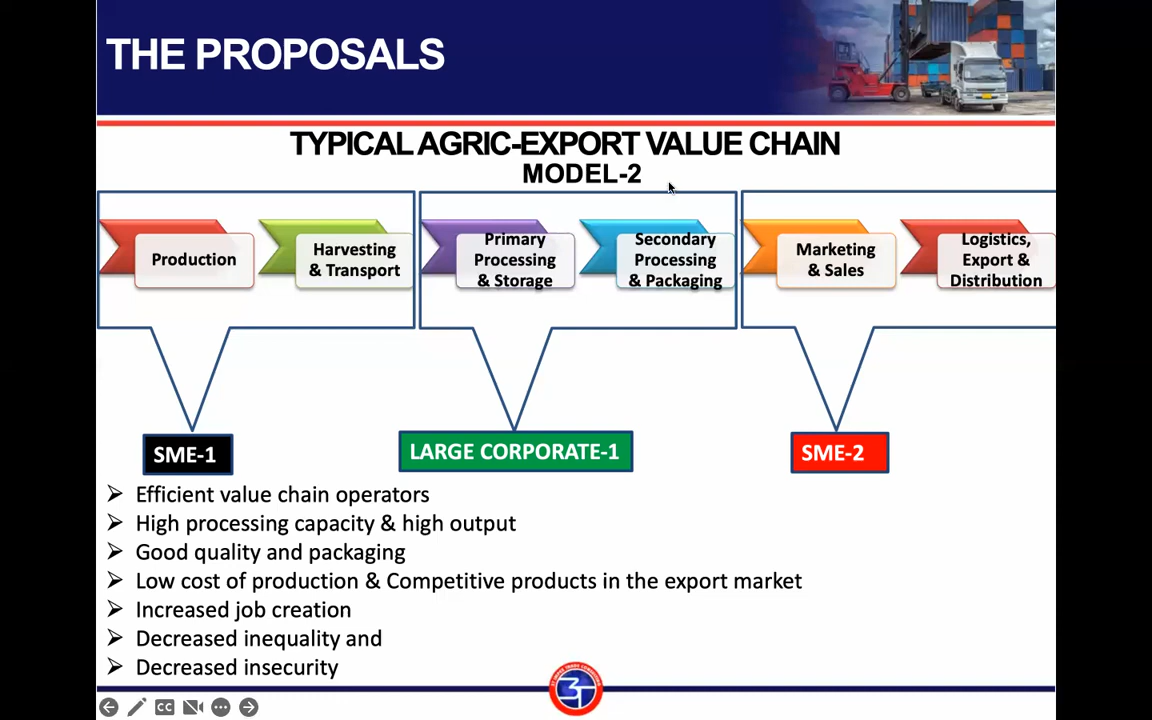 THE PROPOSALS
TYPICAL AGRIC-EXPORT VALUE CHAIN
MODEL-2
Production
Harvesting
& Transport
Primary
Processing
& Storage
Secondary
Processing
& Packaging
Marketing
& Sales
Logistics,
Export &
Distribution
SME-1
LARGE CORPORATE-1
SME-2
Efficient value chain operators
High processing capacity & high output
Good quality and packaging
Low cost of production & Competitive products in the export market
Increased job creation
Decreased inequality and
Decreased insecurity
3T
CC